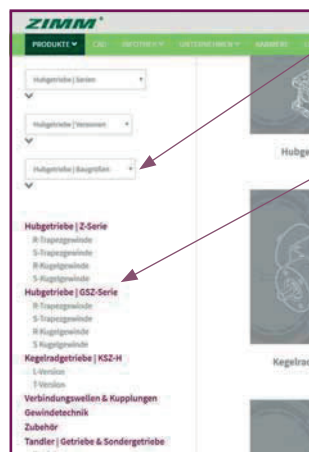 ZIMM
PRODUKTE CAD
Hubgetriebe | Serien
Hubgetriebe | Versionen
Hubgetriebe | Baugrößen
Hubge
Hubgetriebe | Z-Serie
R-Trapezgewinde
S-Trapezgewinde
R-Kugelgewinde
S-Kugelgewinde
Hubgetriebe | GSZ-Serie
R-Trapezgewinde
S-Trapezgewinde
R-Kugelgewinde
S Kugelgewinde
Kegelrad
Kegelradgetriebe | KSZ-H
L-Version
T-Version
Verbindungswellen & Kupplungen
Gewindetechnik
Zubehör
Tandler | Getriebe & Sondergetriebe